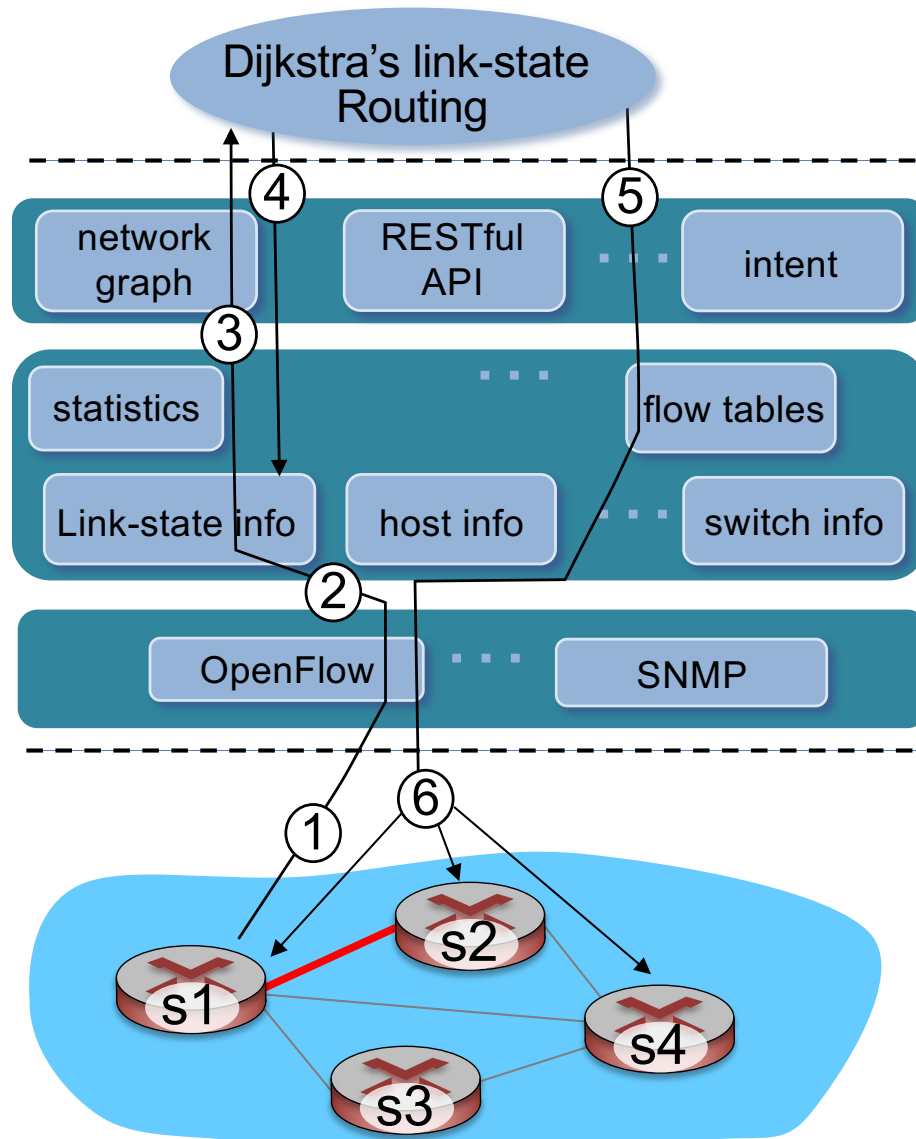 Dijkstra's link-state
Routing
4
5
network
graph
RESTful
API
intent
3
statistics
flow tables
Link-state info
host info
switch info
2
OpenFlow
SNMP
1
6
s2
s1
s4
s3